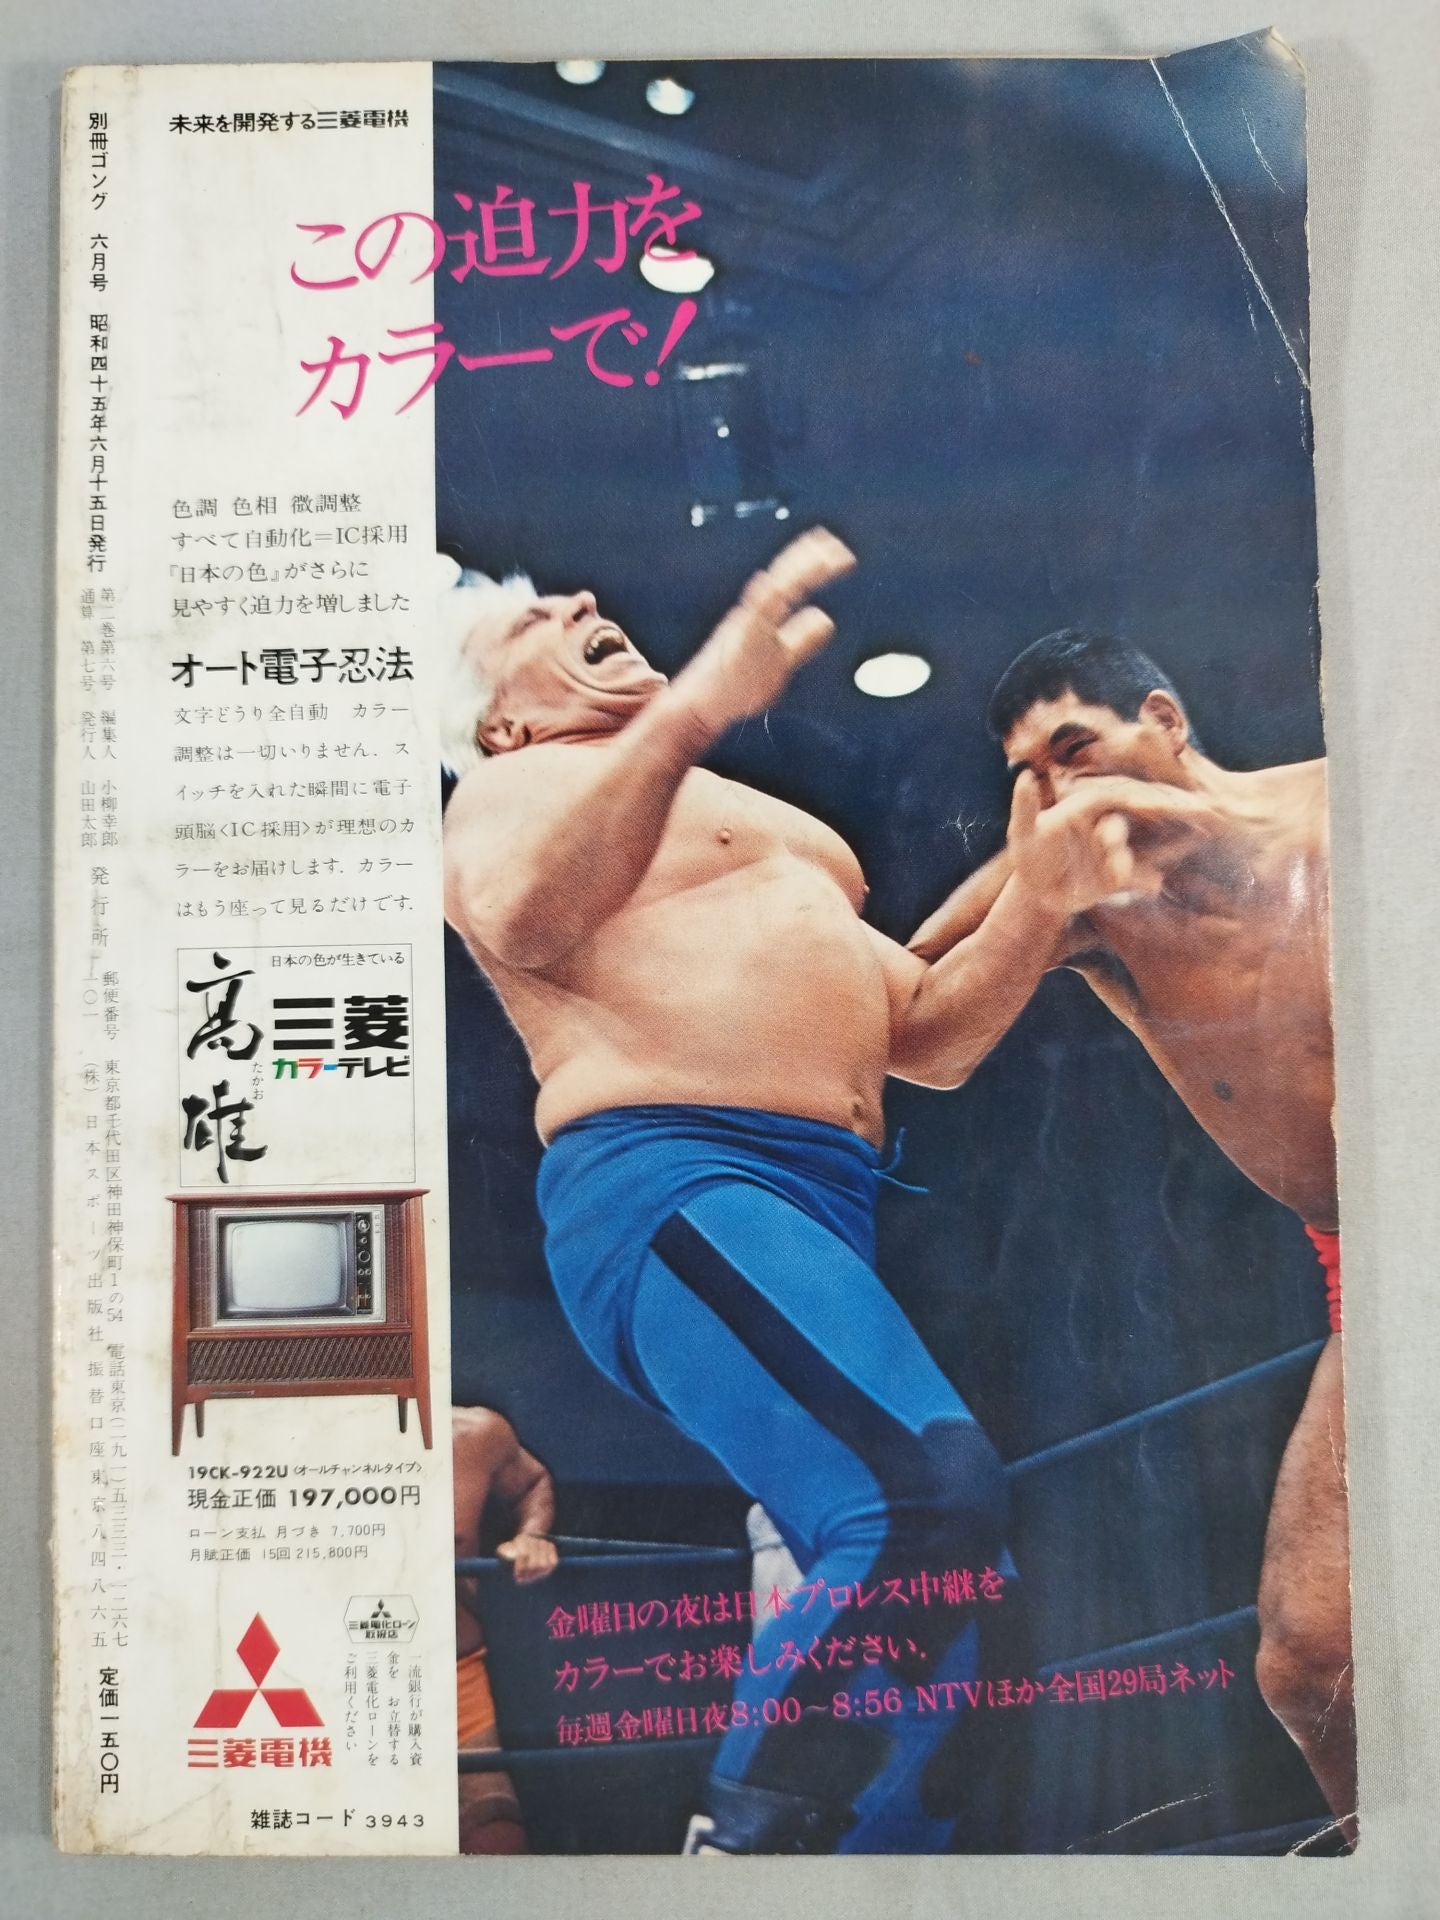 別冊ゴング 六月号 昭和四十五年六月十五日発行
第二巻第六号 編集人 小柳幸郎
通算 第七号 発行人 山田太郎
発行所
郵便番号 東京都千代田区神田神保町1の54 電話東京(二九一)五三三三・一二六七
一〇一 (株) 日本スポーツ出版社 振替口座東京八四八六五
定価一五〇円
未来を開発する三菱電機
この迫力を
カラーで!
色調 色相 微調整
すべて自動化=IC採用
『日本の色』がさらに
見やすく迫力を増しました
オート電子忍法
文字どうり全自動 カラー
調整は一切いりません. ス
イッチを入れた瞬間に電子
頭脳<IC採用>が理想のカ
ラーをお届けします. カラー
はもう座って見るだけです.
日本の色が生きている
高雄
たかお
三菱
カラーテレビ
19CK-922U〈オールチャンネルタイプ〉
現金正価 197,000円
ローン支払 月づき 7,700円
月賦正価 15回 215,800円
三菱電化ローン
取扱店
一流銀行が購入資
金を お立替する
三菱電化ローンを
ご利用ください
三菱電機
雑誌コード 3943
金曜日の夜は日本プロレス中継を
カラーでお楽しみください.
毎週金曜日夜8:00～8:56 NTVほか全国29局ネット